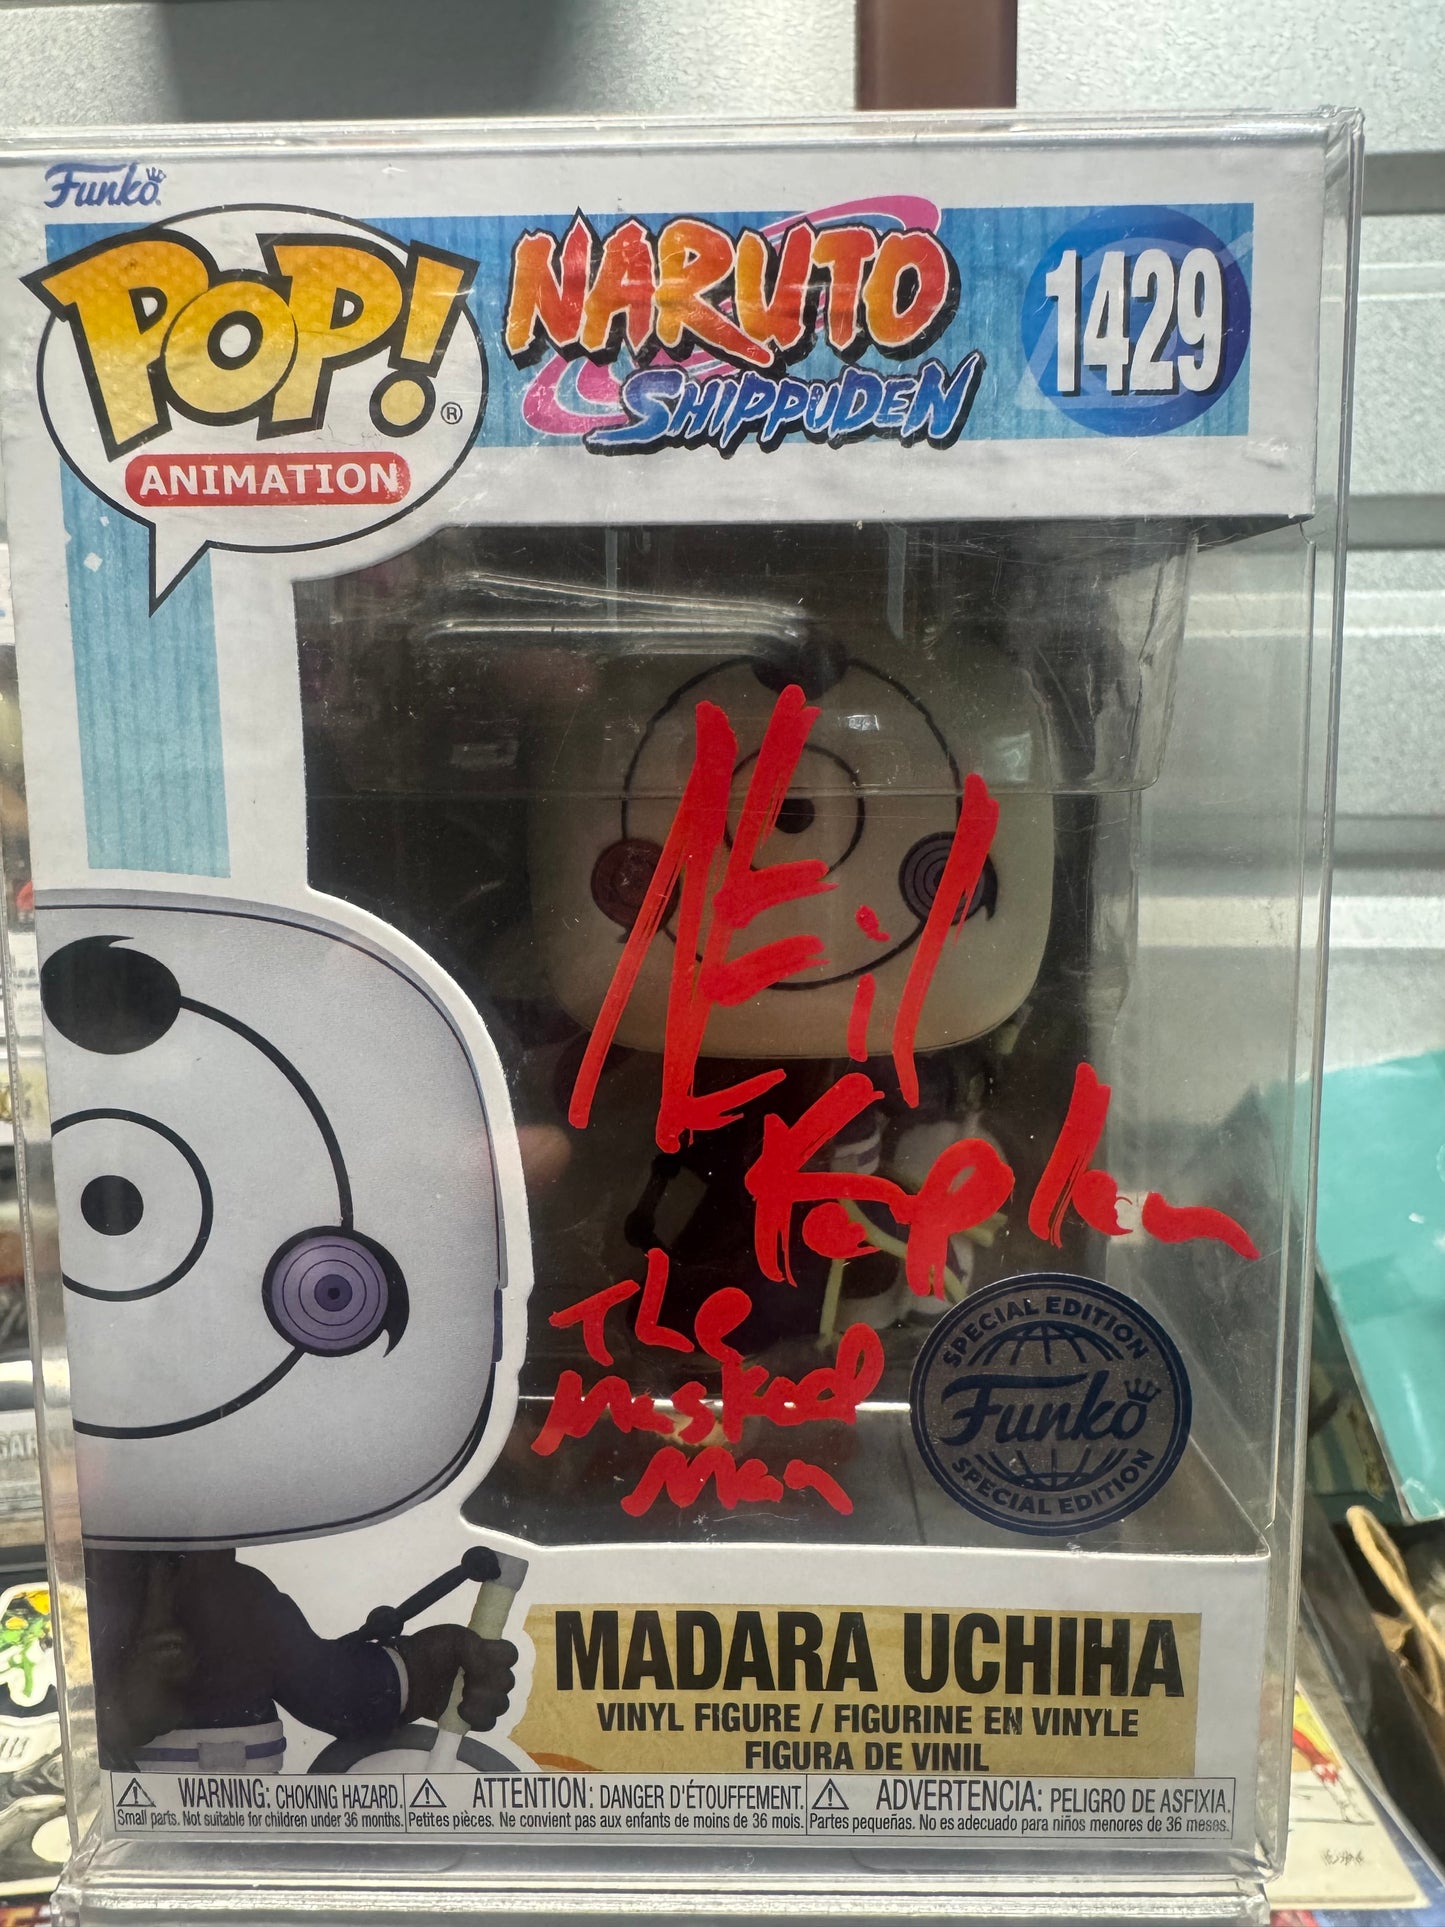 Funko
POP!®
ANIMATION
NARUTO
SHIPPUDEN
1429
NEil
Kaplan
The
Masked
Man
SPECIAL EDITION
Funko
SPECIAL EDITION
MADARA UCHIHA
VINYL FIGURE / FIGURINE EN VINYLE
FIGURA DE VINIL
WARNING: CHOKING HAZARD.
Small parts. Not suitable for children under 36 months.
ATTENTION: DANGER D'ÉTOUFFEMENT.
Petites pièces. Ne convient pas aux enfants de moins de 36 mois.
ADVERTENCIA: PELIGRO DE ASFIXIA.
Partes pequeñas. No es adecuado para niños menores de 36 meses.